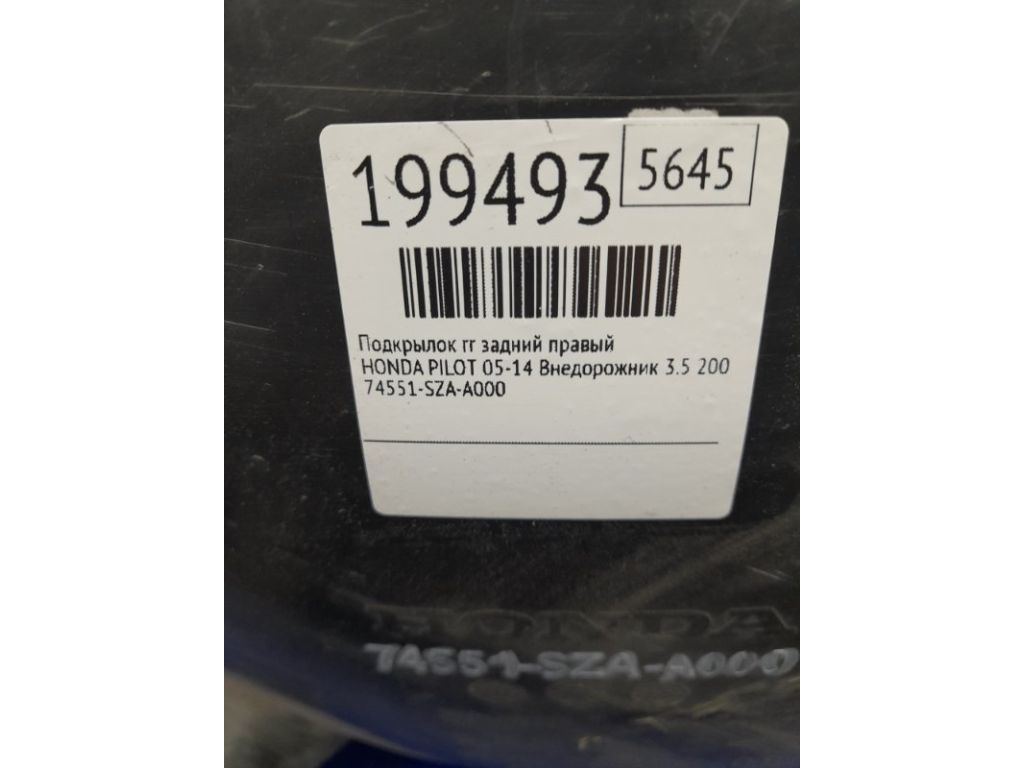 199493
5645
Подкрылок rr задний правый
HONDA PILOT 05-14 Внедорожник 3.5 200
74551-SZA-A000
HONDA
74551-SZA-A000